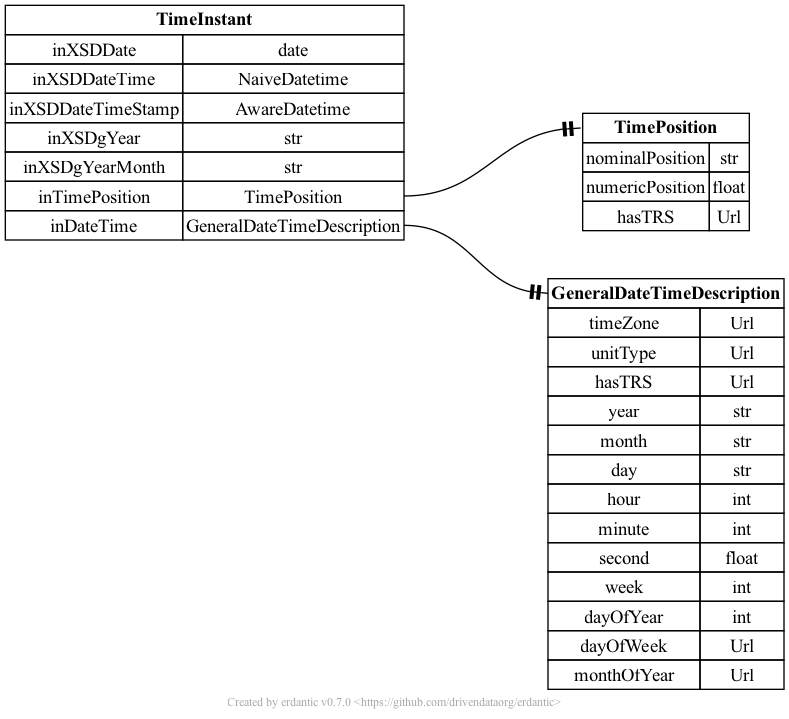 TimeInstant
inXSDDate date
inXSDDateTime NaiveDatetime
inXSDDateTimeStamp AwareDatetime
inXSDgYear str
inXSDgYearMonth str
inTimePosition TimePosition
inDateTime GeneralDateTimeDescription
TimePosition
nominalPosition str
numericPosition float
hasTRS Url
GeneralDateTimeDescription
timeZone Url
unitType Url
hasTRS Url
year str
month str
day str
hour int
minute int
second float
week int
dayOfYear int
dayOfWeek Url
monthOfYear Url
Created by erdantic v0.7.0 <https://github.com/drivendataorg/erdantic>